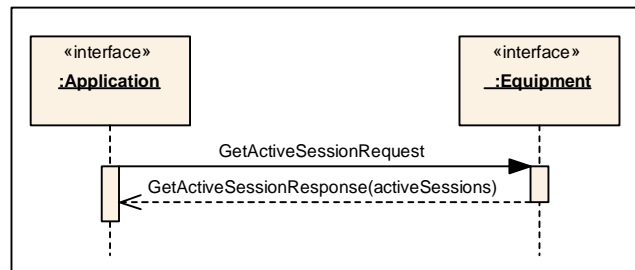 «interface»
:Application
«interface»
:Equipment
GetActiveSessionRequest
GetActiveSessionResponse(activeSessions)